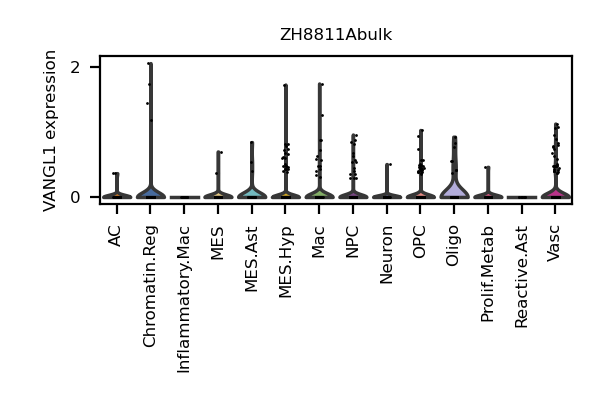 ZH8811Abulk
VANGL1 expression
2
0
AC
Chromatin.Reg
Inflammatory.Mac
MES
MES.Ast
MES.Hyp
Mac
NPC
Neuron
OPC
Oligo
Prolif.Metab
Reactive.Ast
Vasc